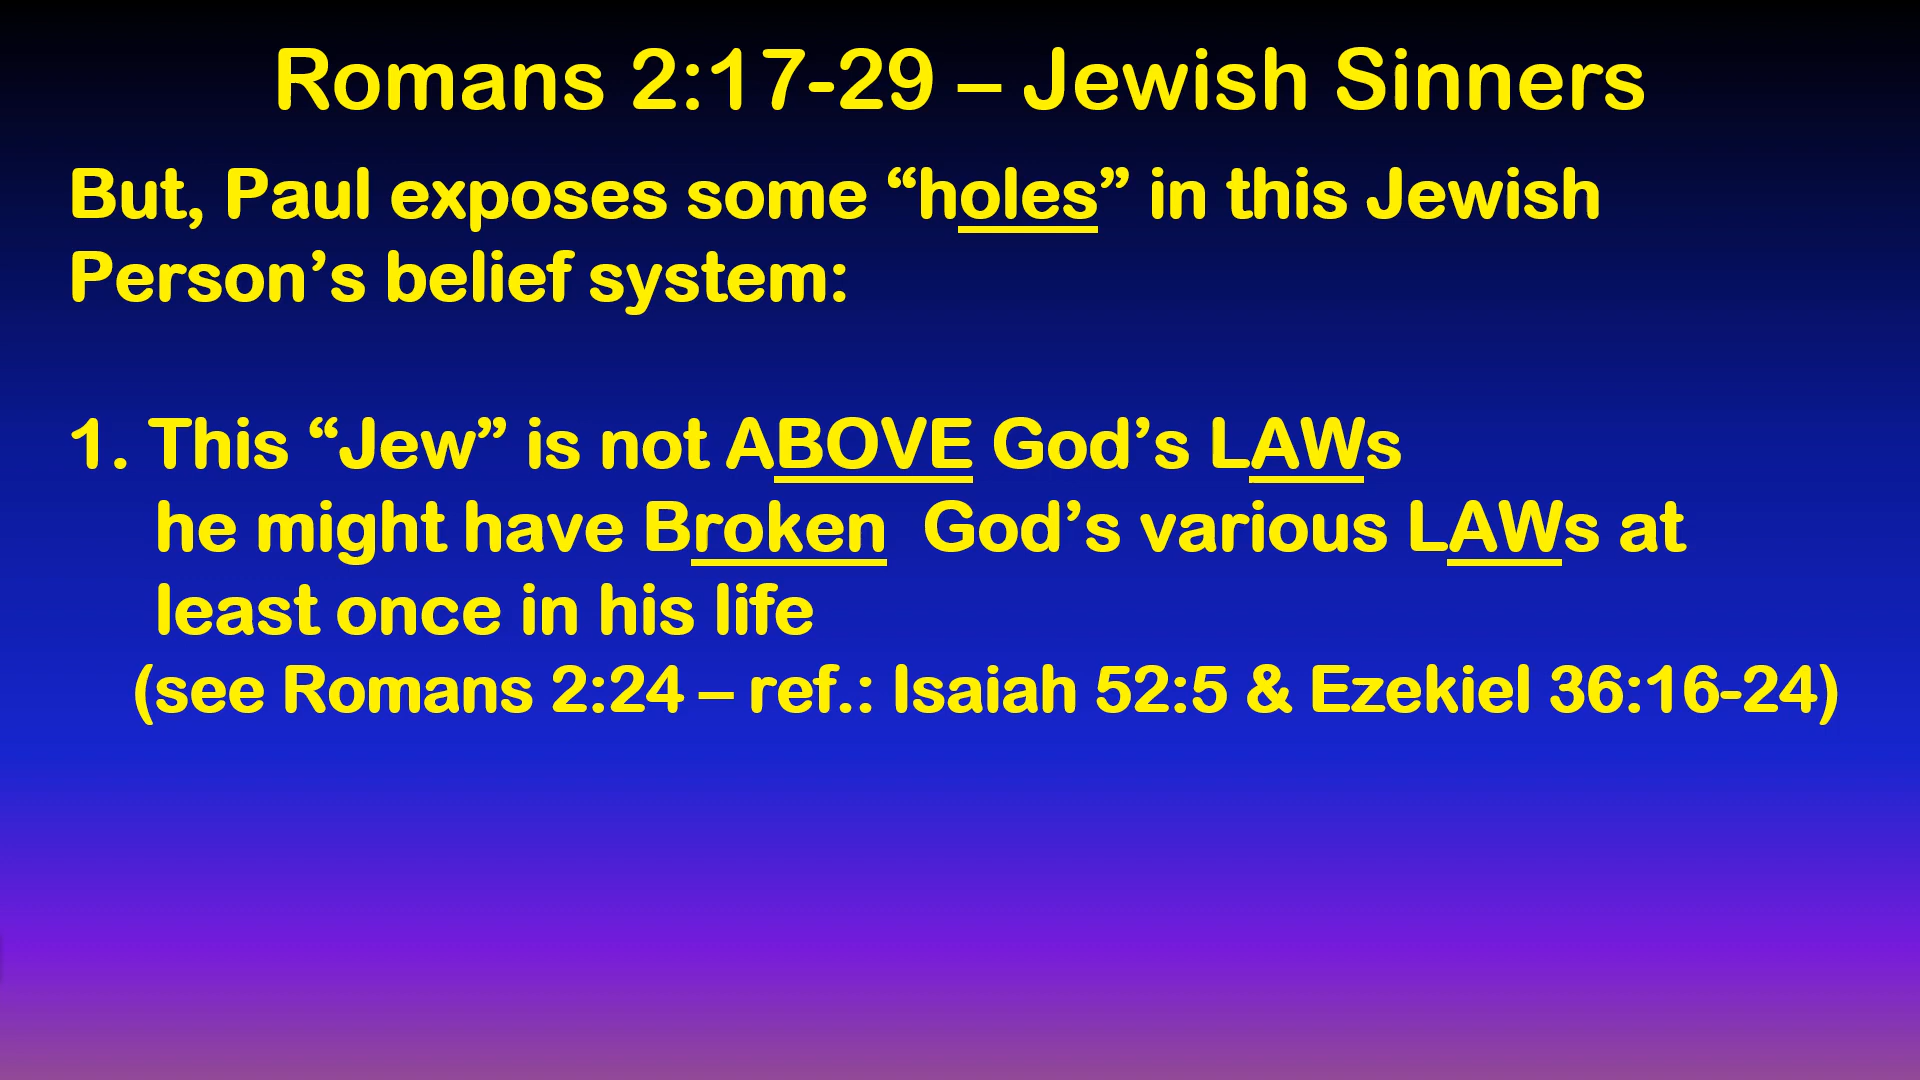 Romans 2:17-29 – Jewish Sinners
But, Paul exposes some “holes” in this Jewish
Person’s belief system:
1. This “Jew” is not ABOVE God’s LAWs
he might have Broken God’s various LAWs at
least once in his life
(see Romans 2:24 – ref.: Isaiah 52:5 & Ezekiel 36:16-24)